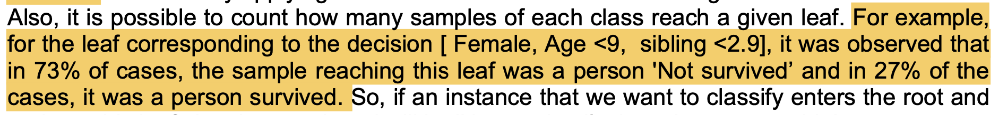 Also, it is possible to count how many samples of each class reach a given leaf. For example,
for the leaf corresponding to the decision [ Female, Age <9,  sibling <2.9], it was observed that
in 73% of cases, the sample reaching this leaf was a person 'Not survived’ and in 27% of the
cases, it was a person survived. So, if an instance that we want to classify enters the root and